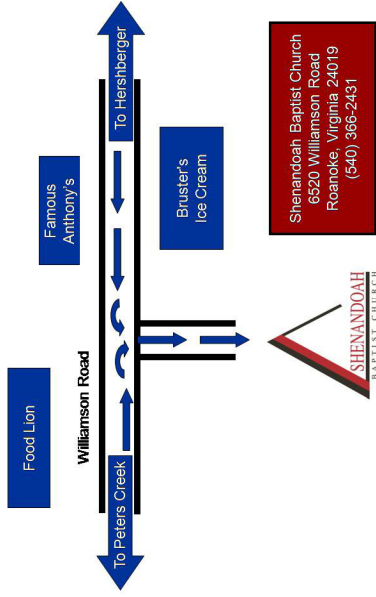 Food Lion
Famous
Anthony's
Williamson Road
To Peters Creek
To Hershberger
Bruster's
Ice Cream
SHENANDOAH
BAPTIST CHURCH
Shenandoah Baptist Church
6520 Williamson Road
Roanoke, Virginia 24019
(540) 366-2431